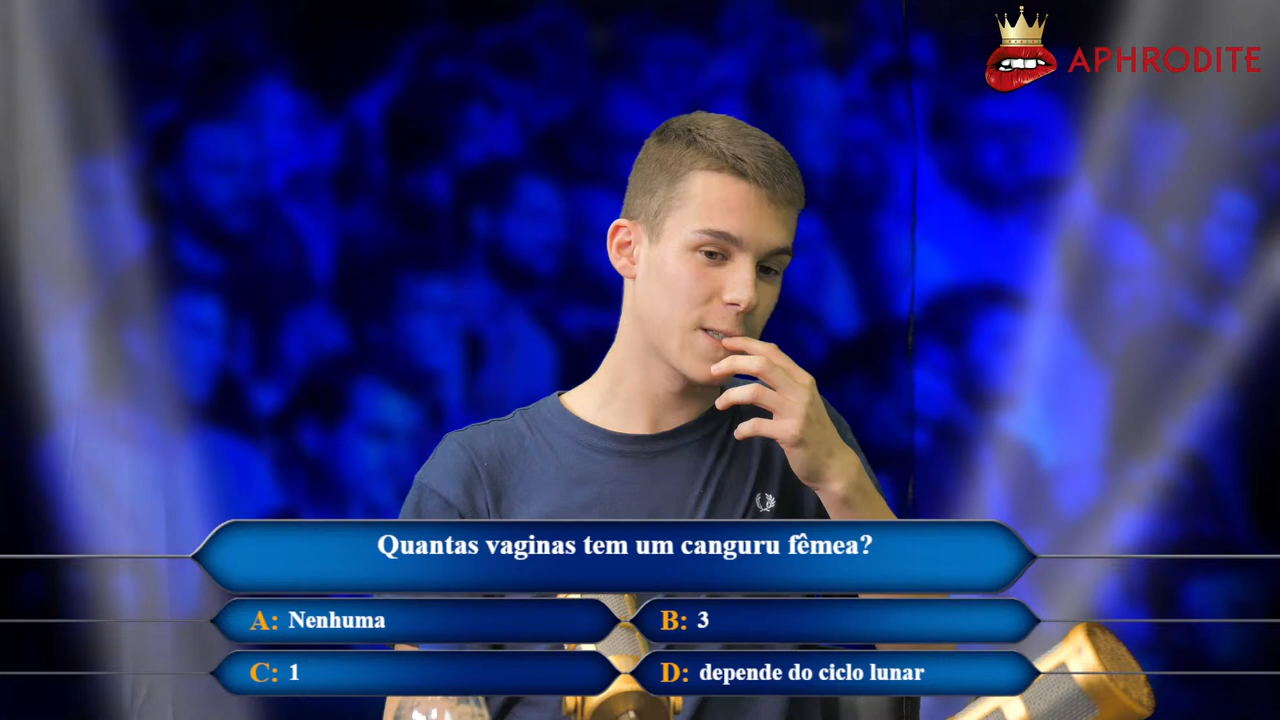 APHRODITE
Quantas vaginas tem um canguru fêmea?
A: Nenhuma
B: 3
C: 1
D: depende do ciclo lunar